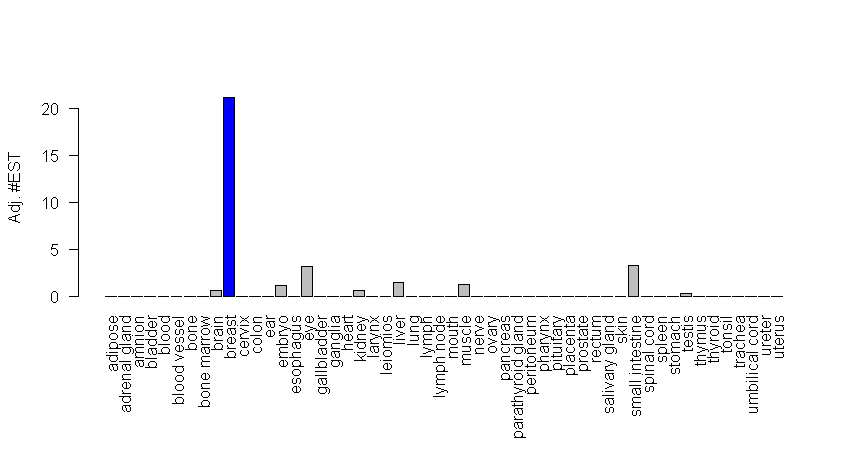 Adj. #EST
20
15
10
5
0
adipose
adrenal gland
amnion
bladder
blood
blood vessel
bone
bone marrow
brain
breast
cervix
colon
ear
embryo
esophagus
eye
gallbladder
ganglia
heart
kidney
larynx
leiomios
liver
lung
lymph
lymph node
mouth
muscle
nerve
ovary
pancreas
parathyroid gland
peritoneum
pharynx
pituitary
placenta
prostate
rectum
salivary gland
skin
small intestine
spinal cord
spleen
stomach
testis
thymus
thyroid
tonsil
trachea
umbilical cord
ureter
uterus